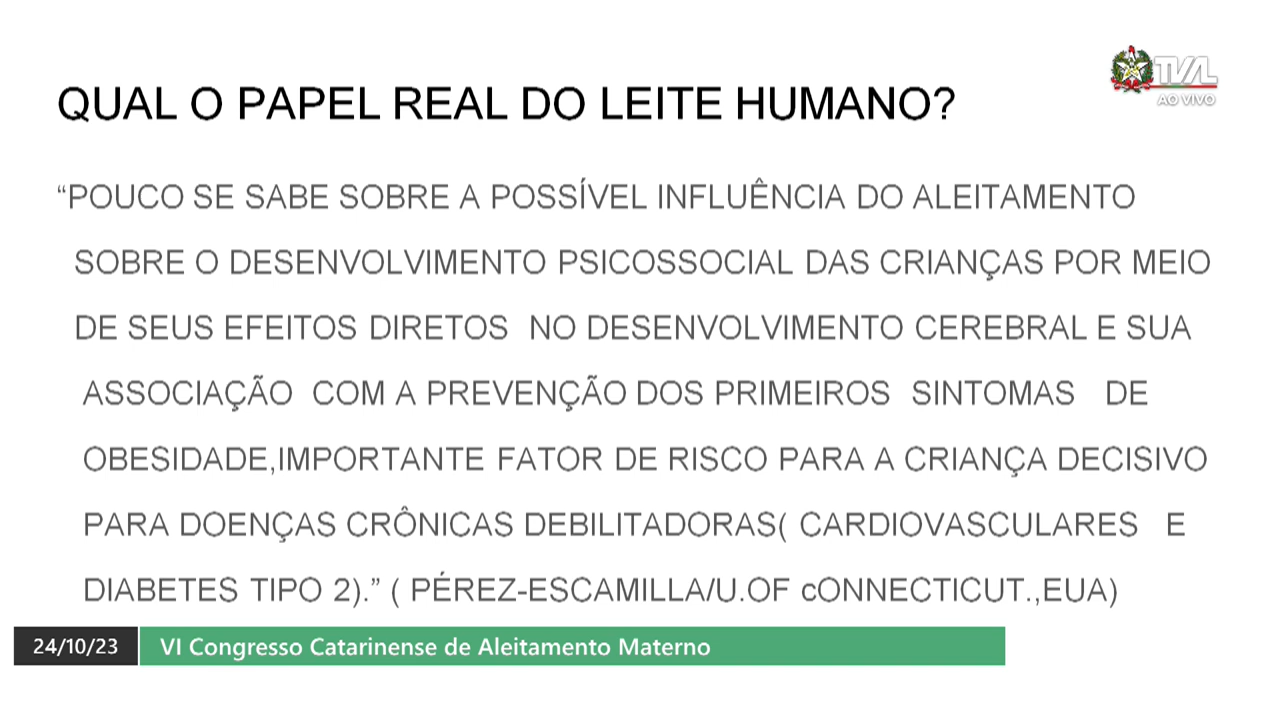 TVAL
AO VIVO
QUAL O PAPEL REAL DO LEITE HUMANO?
“POUCO SE SABE SOBRE A POSSÍVEL INFLUÊNCIA DO ALEITAMENTO
SOBRE O DESENVOLVIMENTO PSICOSSOCIAL DAS CRIANÇAS POR MEIO
DE SEUS EFEITOS DIRETOS NO DESENVOLVIMENTO CEREBRAL E SUA
ASSOCIAÇÃO COM A PREVENÇÃO DOS PRIMEIROS SINTOMAS DE
OBESIDADE,IMPORTANTE FATOR DE RISCO PARA A CRIANÇA DECISIVO
PARA DOENÇAS CRÔNICAS DEBILITADORAS( CARDIOVASCULARES E
DIABETES TIPO 2).” ( PÉREZ-ESCAMILLA/U.OF cONNECTICUT.,EUA)
24/10/23 VI Congresso Catarinense de Aleitamento Materno